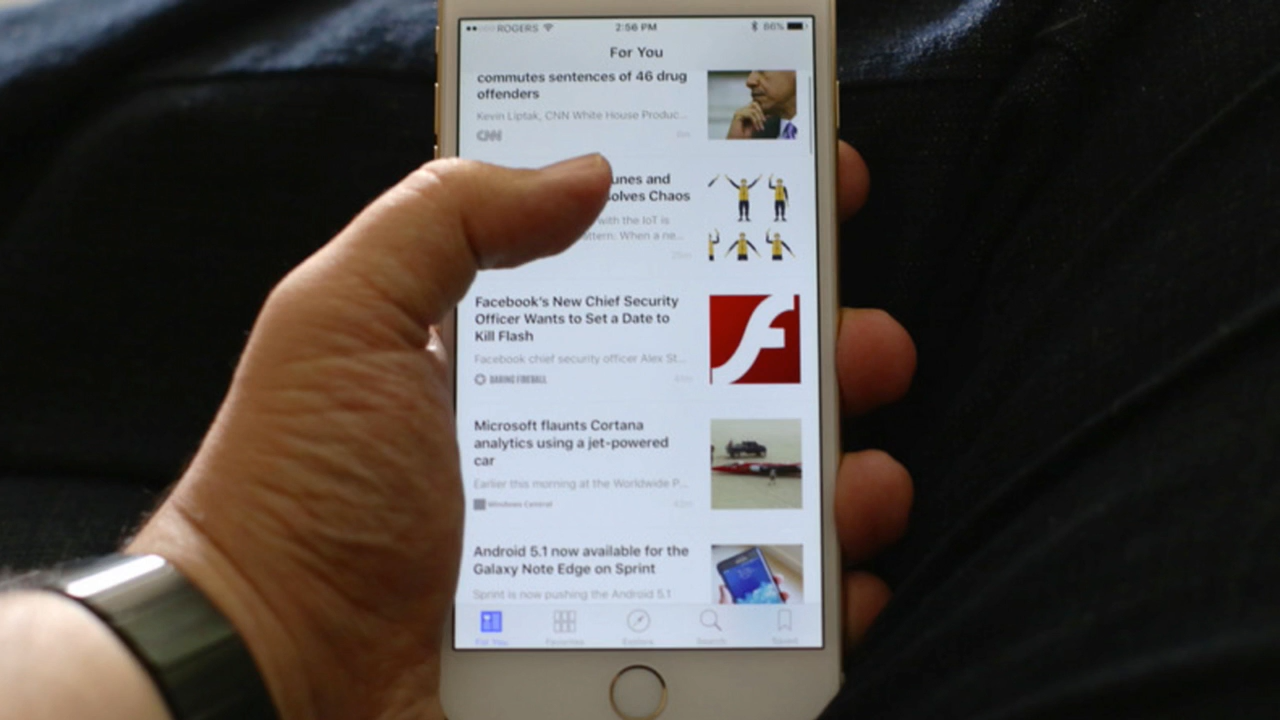 ROGERS
2:56 PM
86%
For You
commutes sentences of 46 drug
offenders
Kevin Liptak, CNN White House Produc...
CNN
unes and
solves Chaos
with the IoT is
ttern: When a ne...
Facebook's New Chief Security
Officer Wants to Set a Date to
Kill Flash
Facebook chief security officer Alex St...
DARING FIREBALL
Microsoft flaunts Cortana
analytics using a jet-powered
car
Earlier this morning at the Worldwide P...
Windows Central
Android 5.1 now available for the
Galaxy Note Edge on Sprint
Sprint is now pushing the Android 5.1
For You
Favourites
Explore
Search
Saved